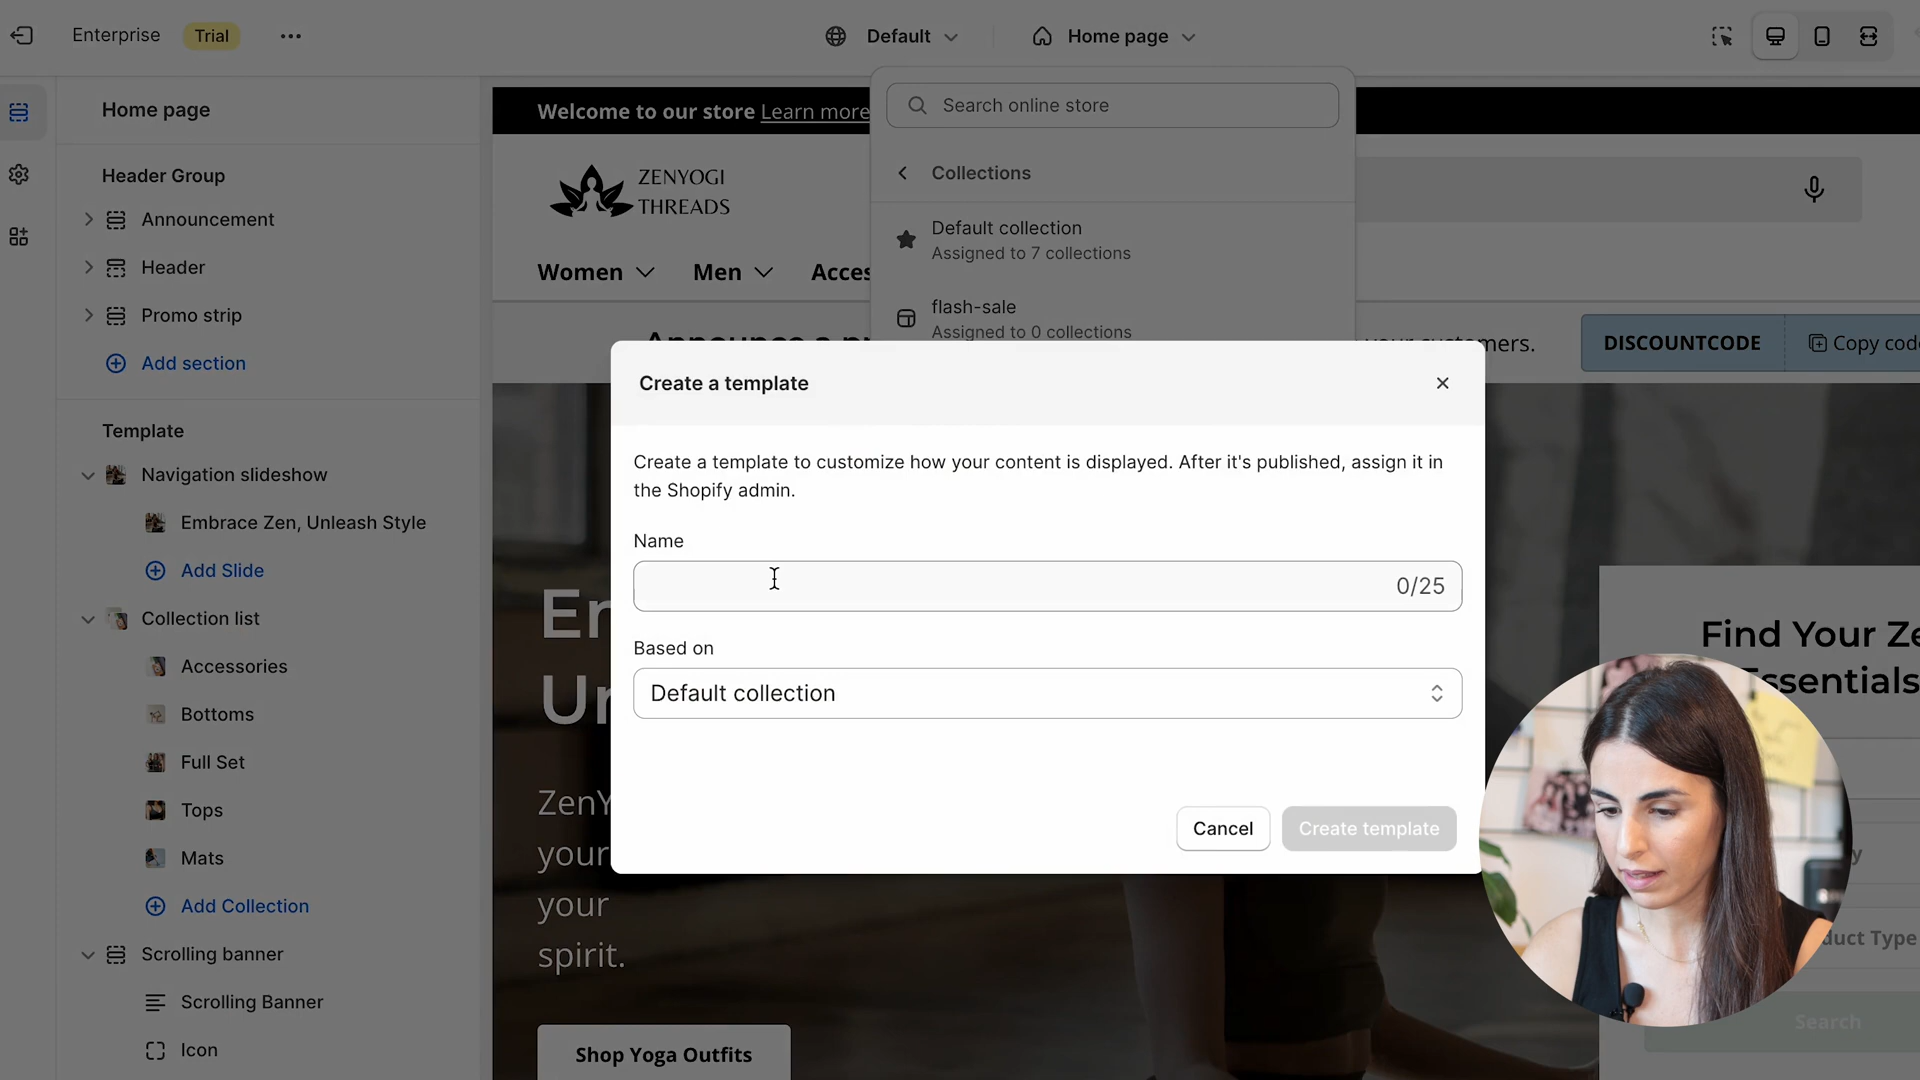 Enterprise
Trial
Default
Home page
Home page
Header Group
Announcement
Header
Promo strip
Add section
Template
Navigation slideshow
Embrace Zen, Unleash Style
Add Slide
Collection list
Accessories
Bottoms
Full Set
Tops
Mats
Add Collection
Scrolling banner
Scrolling Banner
Icon
Welcome to our store Learn more
ZENYOGI
THREADS
Women
Men
Acces
Search online store
Collections
Default collection
Assigned to 7 collections
flash-sale
Assigned to 0 collections
your customers.
DISCOUNTCODE
Copy code
Create a template
Create a template to customize how your content is displayed. After it's published, assign it in
the Shopify admin.
Name
0/25
Based on
Default collection
Cancel
Create template
ZenY
your
your
spirit.
Shop Yoga Outfits
Find Your Ze
Essentials
duct Type
Search